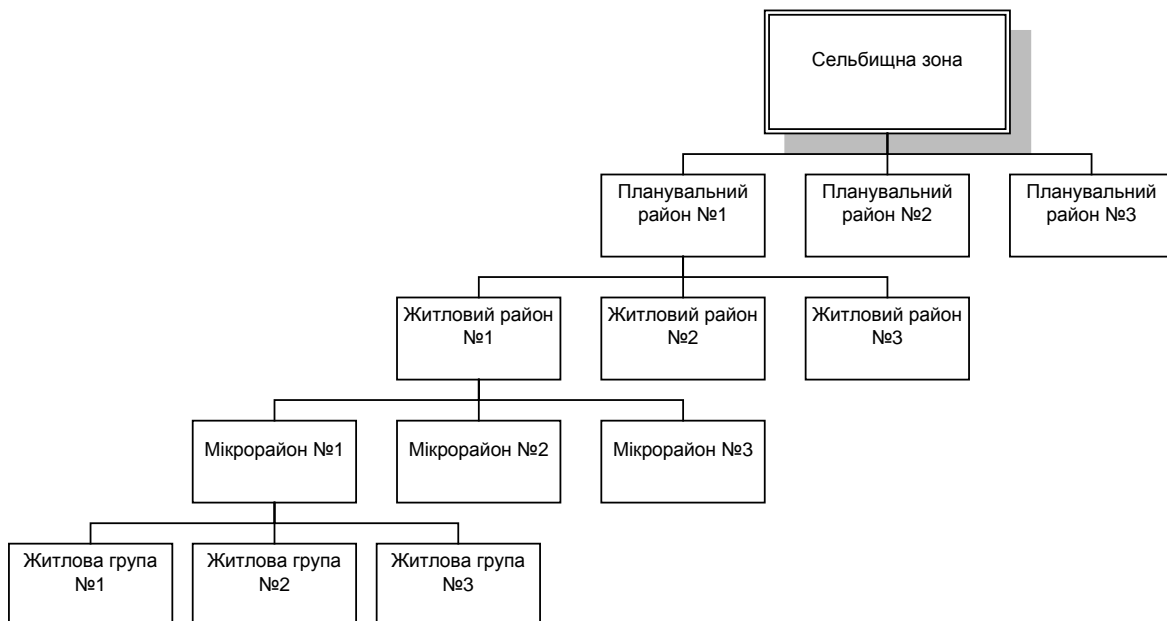 Сельбищна зона
Планувальний
район №1
Планувальний
район №2
Планувальний
район №3
Житловий район
№1
Житловий район
№2
Житловий район
№3
Мікрорайон №1
Мікрорайон №2
Мікрорайон №3
Житлова група
№1
Житлова група
№2
Житлова група
№3